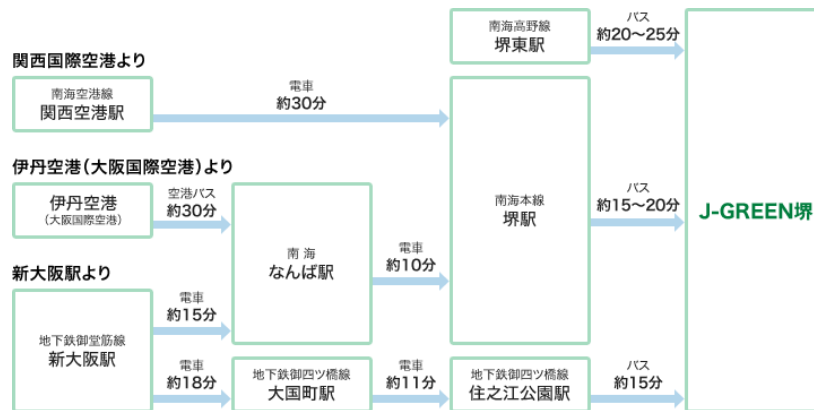 南海高野線
堺東駅
バス
約20〜25分
関西国際空港より
南海空港線
関西空港駅
電車
約30分
伊丹空港(大阪国際空港)より
伊丹空港
(大阪国際空港)
空港バス
約30分
南 海
なんば駅
電車
約10分
南海本線
堺駅
バス
約15〜20分
J-GREEN堺
新大阪駅より
地下鉄御堂筋線
新大阪駅
電車
約15分
電車
約18分
地下鉄御四ツ橋線
大国町駅
電車
約11分
地下鉄御四ツ橋線
住之江公園駅
バス
約15分